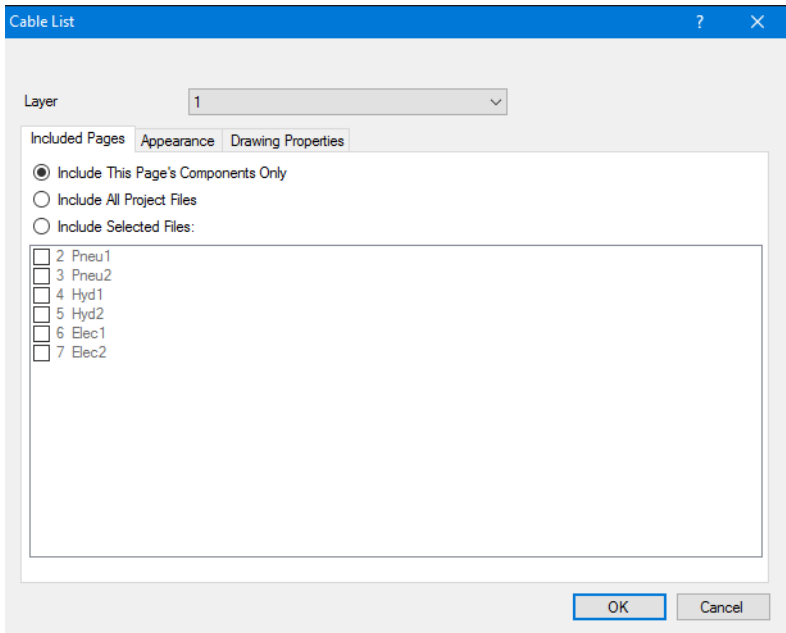 Cable List ?
Layer 1
Included Pages Appearance Drawing Properties
Include This Page's Components Only
Include All Project Files
Include Selected Files:
2 Pneu1
3 Pneu2
4 Hyd1
5 Hyd2
6 Elec1
7 Elec2
OK Cancel